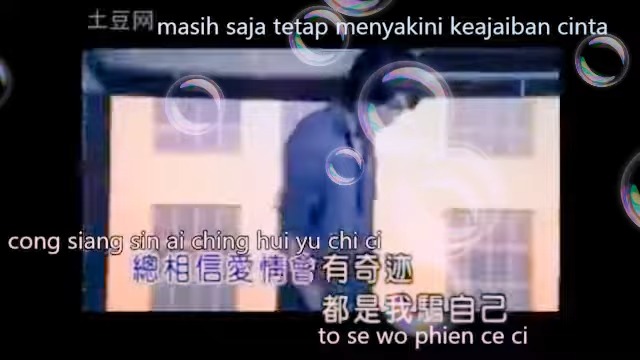 土豆网
masih saja tetap menyakini keajaiban cinta
cong siang sin ai ching hui yu chi ci
總相信愛情會有奇迹
都是我騙自己
to se wo phien ce ci